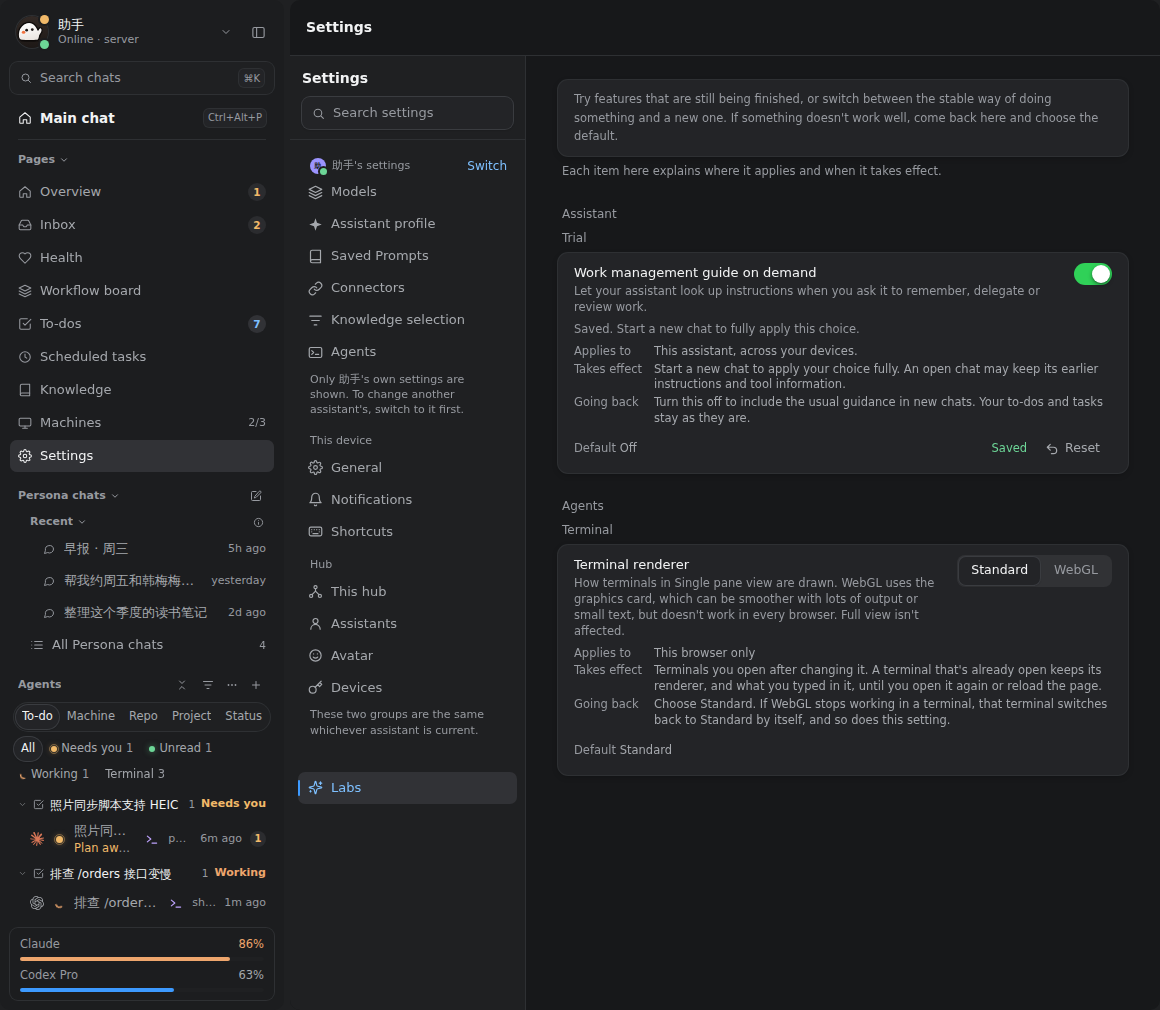 助手
Online · server
Search chats
⌘K
Main chat
Ctrl+Alt+P
Pages
Overview
1
Inbox
2
Health
Workflow board
To-dos
7
Scheduled tasks
Knowledge
Machines
2/3
Settings
Persona chats
Recent
早报 · 周三
5h ago
帮我约周五和韩梅梅…
yesterday
整理这个季度的读书笔记
2d ago
All Persona chats
4
Agents
To-do
Machine
Repo
Project
Status
All
Needs you 1
Unread 1
Working 1
Terminal 3
照片同步脚本支持 HEIC
1
Needs you
照片同…
p…
6m ago
1
Plan aw…
排查 /orders 接口变慢
1
Working
排查 /order…
sh…
1m ago
Claude
86%
Codex Pro
63%
Settings
Settings
Search settings
助手's settings
Switch
Models
Assistant profile
Saved Prompts
Connectors
Knowledge selection
Agents
Only 助手's own settings are
shown. To change another
assistant's, switch to it first.
This device
General
Notifications
Shortcuts
Hub
This hub
Assistants
Avatar
Devices
These two groups are the same
whichever assistant is current.
Labs
Try features that are still being finished, or switch between the stable way of doing
something and a new one. If something doesn't work well, come back here and choose the
default.
Each item here explains where it applies and when it takes effect.
Assistant
Trial
Work management guide on demand
Let your assistant look up instructions when you ask it to remember, delegate or
review work.
Saved. Start a new chat to fully apply this choice.
Applies to
This assistant, across your devices.
Takes effect
Start a new chat to apply your choice fully. An open chat may keep its earlier
instructions and tool information.
Going back
Turn this off to include the usual guidance in new chats. Your to-dos and tasks
stay as they are.
Default Off
Saved
Reset
Agents
Terminal
Terminal renderer
Standard
WebGL
How terminals in Single pane view are drawn. WebGL uses the
graphics card, which can be smoother with lots of output or
small text, but doesn't work in every browser. Full view isn't
affected.
Applies to
This browser only
Takes effect
Terminals you open after changing it. A terminal that's already open keeps its
renderer, and what you typed in it, until you open it again or reload the page.
Going back
Choose Standard. If WebGL stops working in a terminal, that terminal switches
back to Standard by itself, and so does this setting.
Default Standard